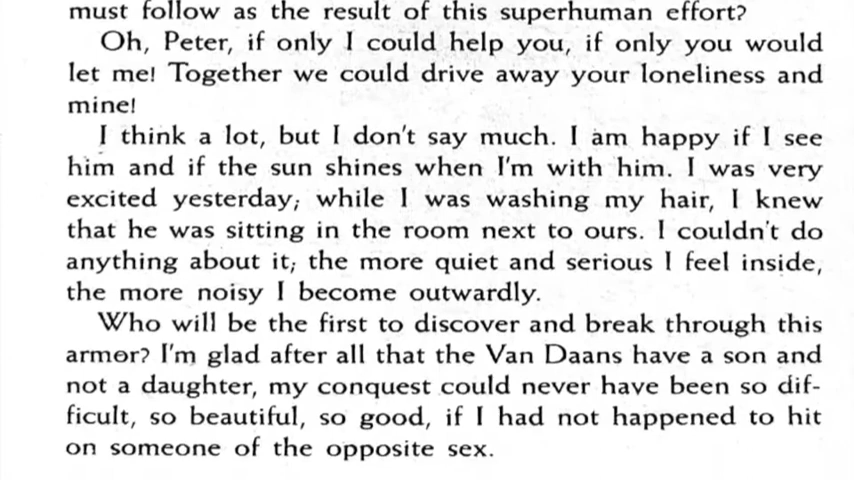 must follow as the result of this superhuman effort?
Oh, Peter, if only I could help you, if only you would
let me! Together we could drive away your loneliness and
mine!
I think a lot, but I don't say much. I am happy if I see
him and if the sun shines when I'm with him. I was very
excited yesterday; while I was washing my hair, I knew
that he was sitting in the room next to ours. I couldn't do
anything about it; the more quiet and serious I feel inside,
the more noisy I become outwardly.
Who will be the first to discover and break through this
armor? I'm glad after all that the Van Daans have a son and
not a daughter, my conquest could never have been so dif-
ficult, so beautiful, so good, if I had not happened to hit
on someone of the opposite sex.